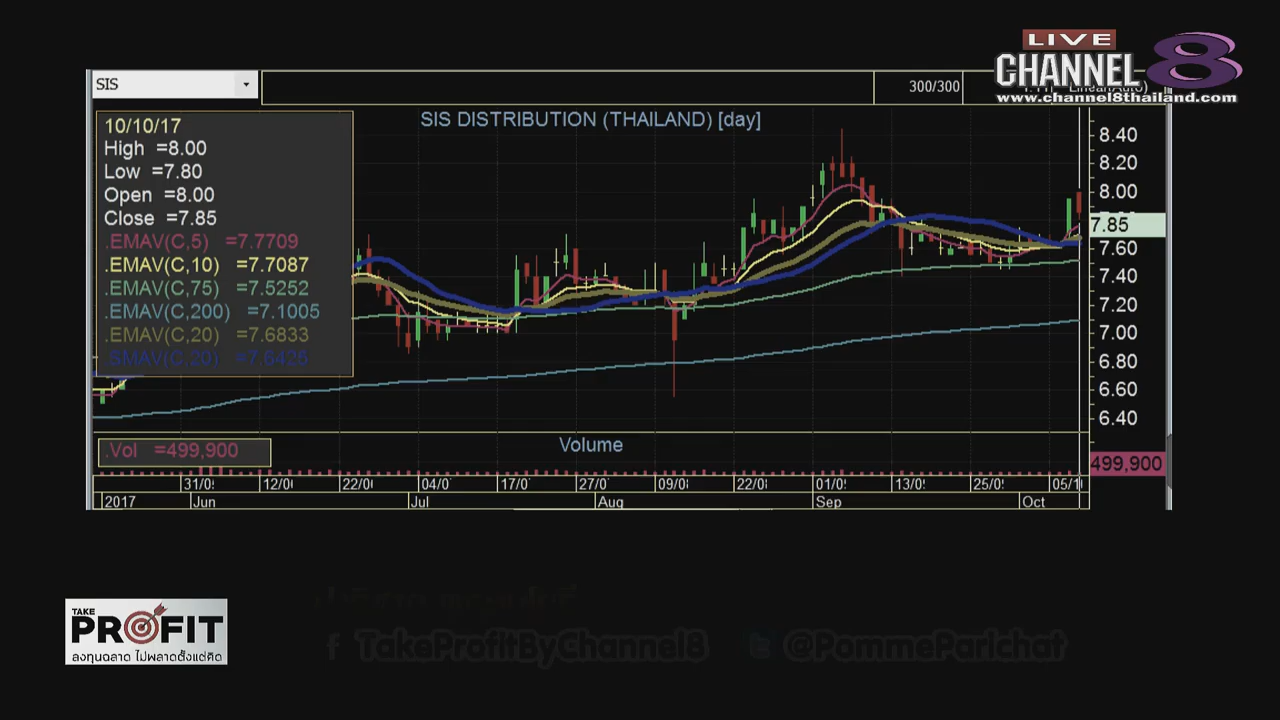 LIVE
CHANNEL 8
www.channel8thailand.com
SIS
300/300
SIS DISTRIBUTION (THAILAND) [day]
10/10/17
High =8.00
Low =7.80
Open =8.00
Close =7.85
.EMAV(C,5) =7.7709
.EMAV(C,10) =7.7087
.EMAV(C,75) =7.5252
.EMAV(C,200) =7.1005
.EMAV(C,20) =7.6833
.SMAV(C,20) =7.6425
8.40
8.20
8.00
7.85
7.60
7.40
7.20
7.00
6.80
6.60
6.40
Volume
.Vol =499,900
499,900
31/0 12/0 22/0 04/0 17/0 27/0 09/0 22/0 01/0 13/0 25/0 05/1
2017 Jun Jul Aug Sep Oct
TAKE
PROFIT
ลงทุนฉลาด ไม่พลาดตั้งแต่คิด
f TakeProfitByChannel8 @PommeParichat